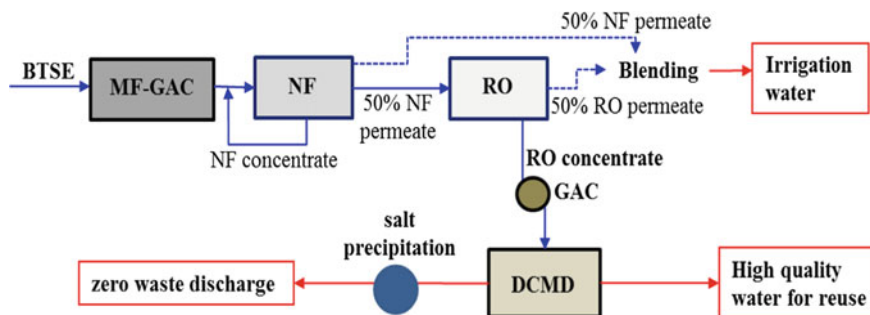 50% NF permeate
BTSE
MF-GAC
NF
RO
Blending
Irrigation
water
50% NF
permeate
50% RO permeate
NF concentrate
RO concentrate
GAC
salt
precipitation
zero waste discharge
DCMD
High quality
water for reuse